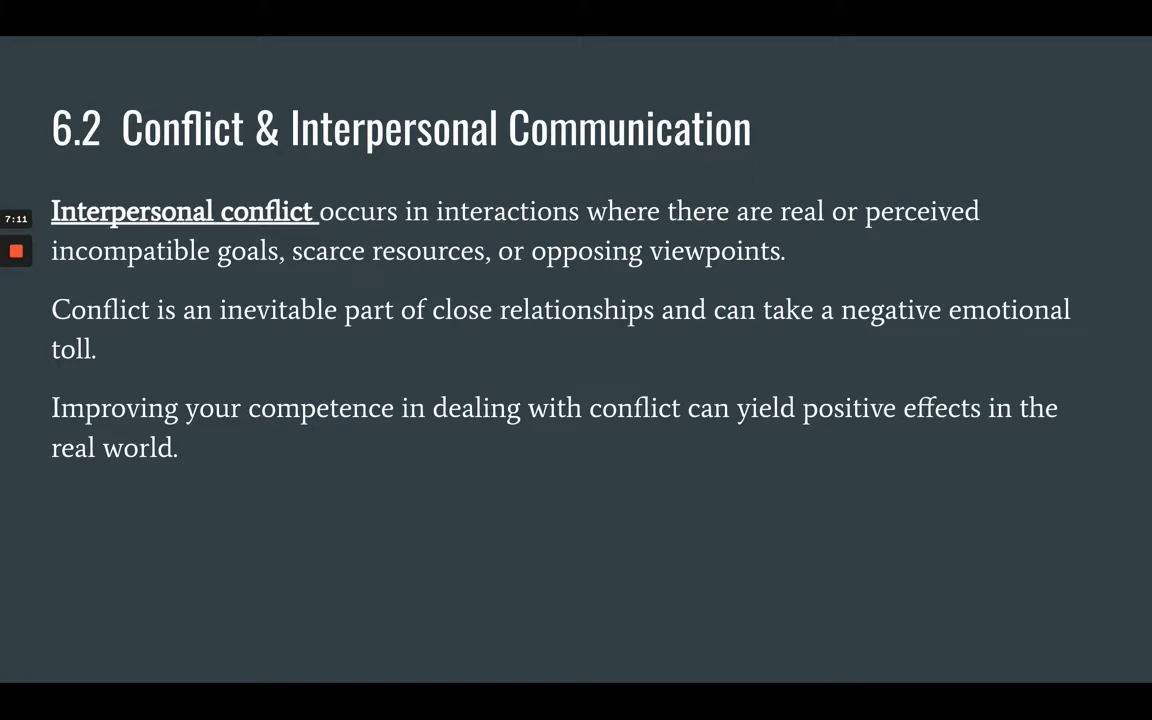 6.2 Conflict & Interpersonal Communication
7:11
Interpersonal conflict occurs in interactions where there are real or perceived
incompatible goals, scarce resources, or opposing viewpoints.
Conflict is an inevitable part of close relationships and can take a negative emotional
toll.
Improving your competence in dealing with conflict can yield positive effects in the
real world.